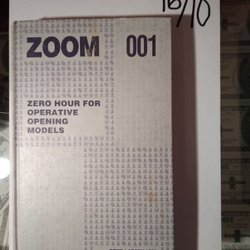 ZOOM 001
ZERO HOUR FOR
OPERATIVE
OPENING
MODELS